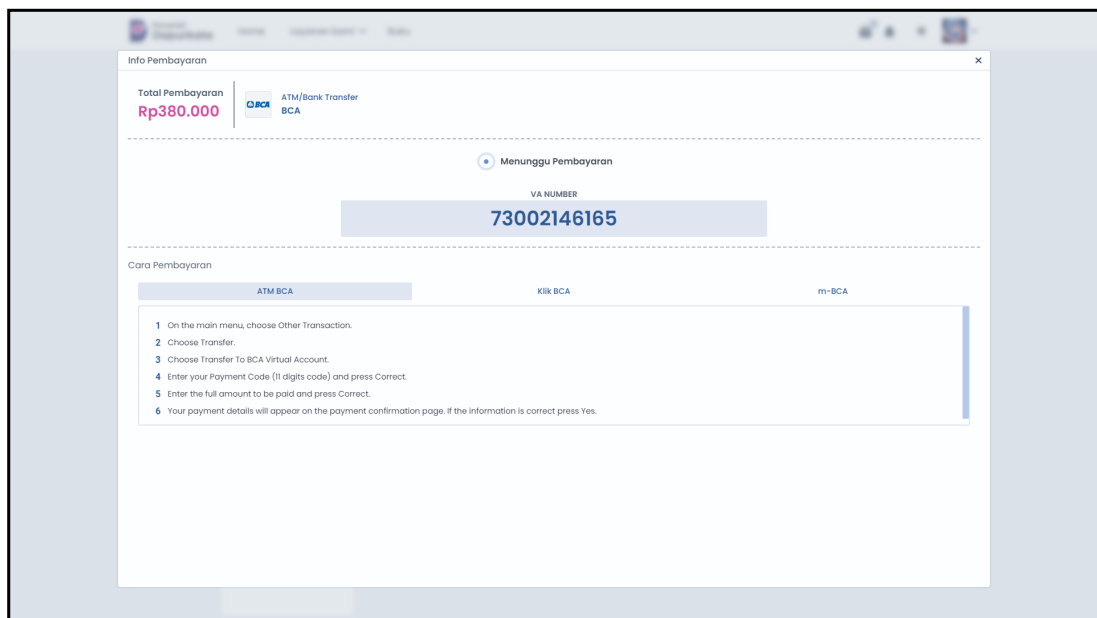 Home
Info Pembayaran
Total Pembayaran
Rp380.000
BCA
ATM/Bank Transfer
BCA
Menunggu Pembayaran
VA NUMBER
73002146165
Cara Pembayaran
ATM BCA
Klik BCA
m-BCA
1 On the main menu, choose Other Transaction.
2 Choose Transfer.
3 Choose Transfer To BCA Virtual Account.
4 Enter your Payment Code (11 digits code) and press Correct.
5 Enter the full amount to be paid and press Correct.
6 Your payment details will appear on the payment confirmation page. If the information is correct press Yes.